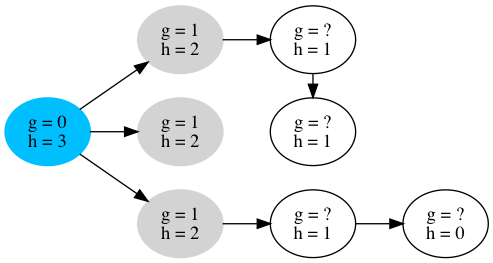 g = 1
h = 2
g = ?
h = 1
g = 0
h = 3
g = 1
h = 2
g = ?
h = 1
g = 1
h = 2
g = ?
h = 1
g = ?
h = 0